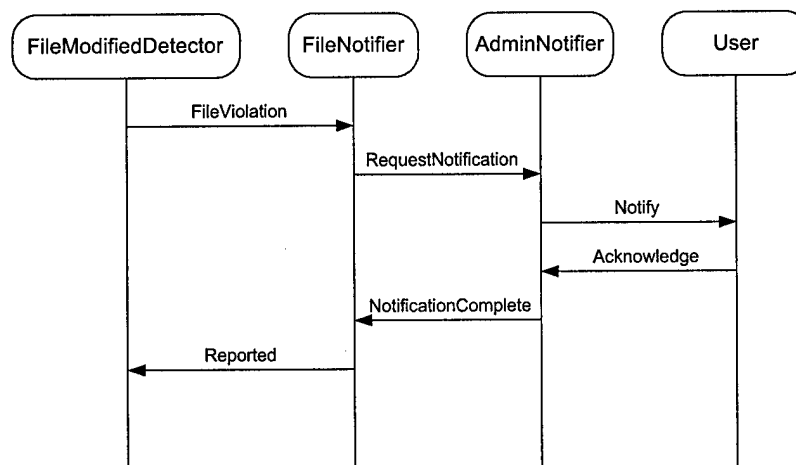 FileModifiedDetector
FileNotifier
AdminNotifier
User
FileViolation
RequestNotification
Notify
Acknowledge
NotificationComplete
Reported